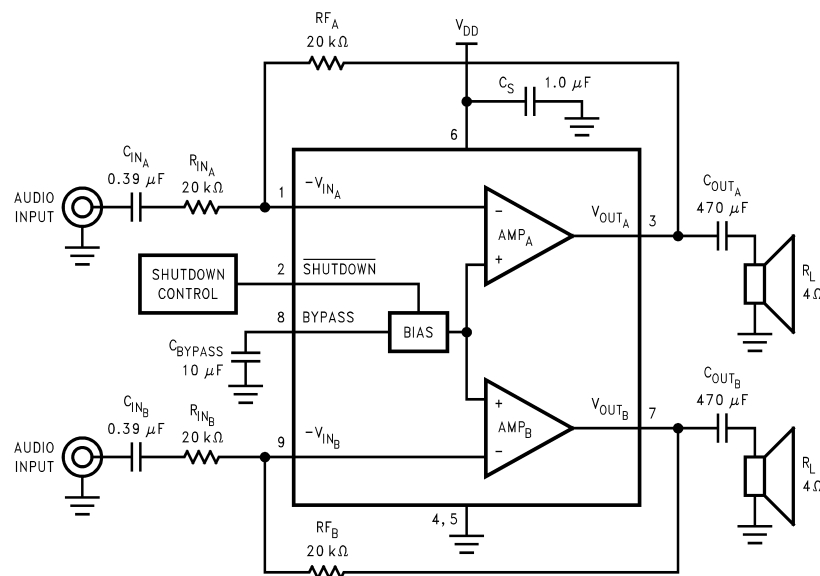 RF_A
20 kΩ
V_DD
C_S 1.0 µF
6
C_IN_A
0.39 µF
R_IN_A
20 kΩ
AUDIO
INPUT
1
-V_IN_A
-
AMP_A
+
V_OUT_A
3
C_OUT_A
470 µF
R_L
4Ω
SHUTDOWN
CONTROL
2
SHUTDOWN
8
BYPASS
BIAS
C_BYPASS
10 µF
C_IN_B
0.39 µF
R_IN_B
20 kΩ
AUDIO
INPUT
9
-V_IN_B
+
AMP_B
-
V_OUT_B
7
C_OUT_B
470 µF
R_L
4Ω
4, 5
RF_B
20 kΩ